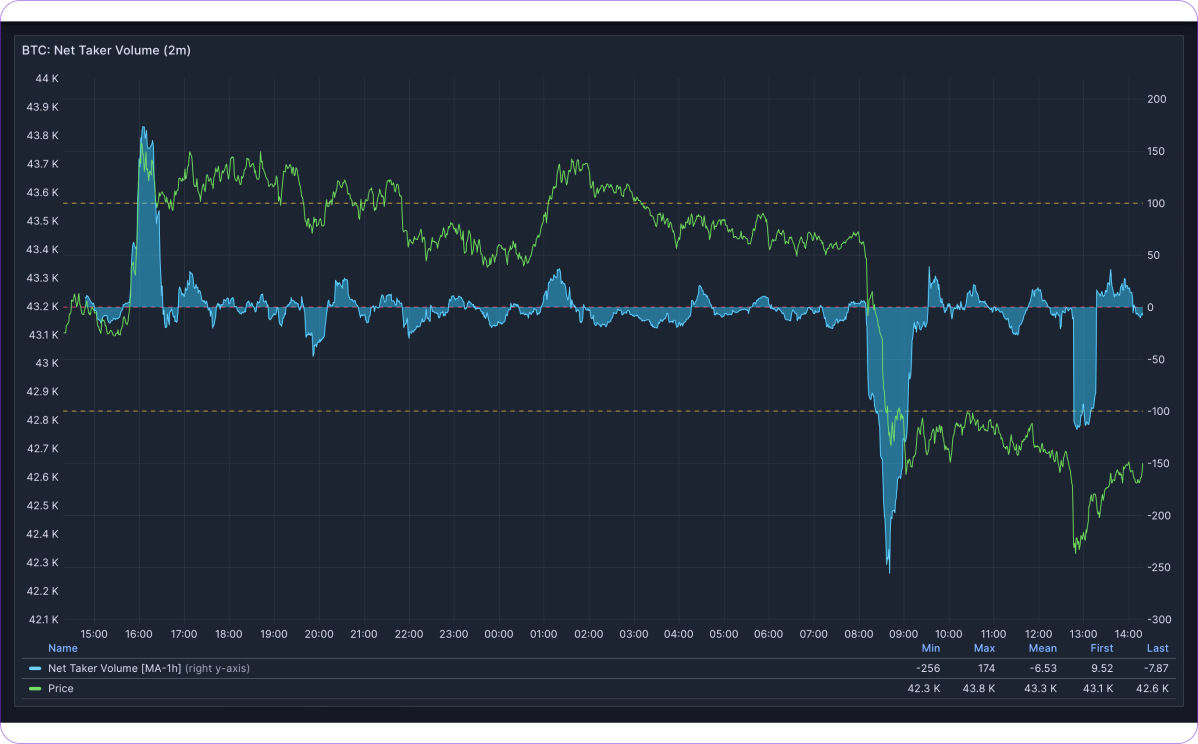 BTC: Net Taker Volume (2m)
44 K
43.9 K
43.8 K
43.7 K
43.6 K
43.5 K
43.4 K
43.3 K
43.2 K
43.1 K
43 K
42.9 K
42.8 K
42.7 K
42.6 K
42.5 K
42.4 K
42.3 K
42.2 K
42.1 K
200
150
100
50
0
-50
-100
-150
-200
-250
-300
15:00 16:00 17:00 18:00 19:00 20:00 21:00 22:00 23:00 00:00 01:00 02:00 03:00 04:00 05:00 06:00 07:00 08:00 09:00 10:00 11:00 12:00 13:00 14:00
Name Min Max Mean First Last
Net Taker Volume [MA-1h] (right y-axis) -256 174 -6.53 9.52 -7.87
Price 42.3 K 43.8 K 43.3 K 43.1 K 42.6 K